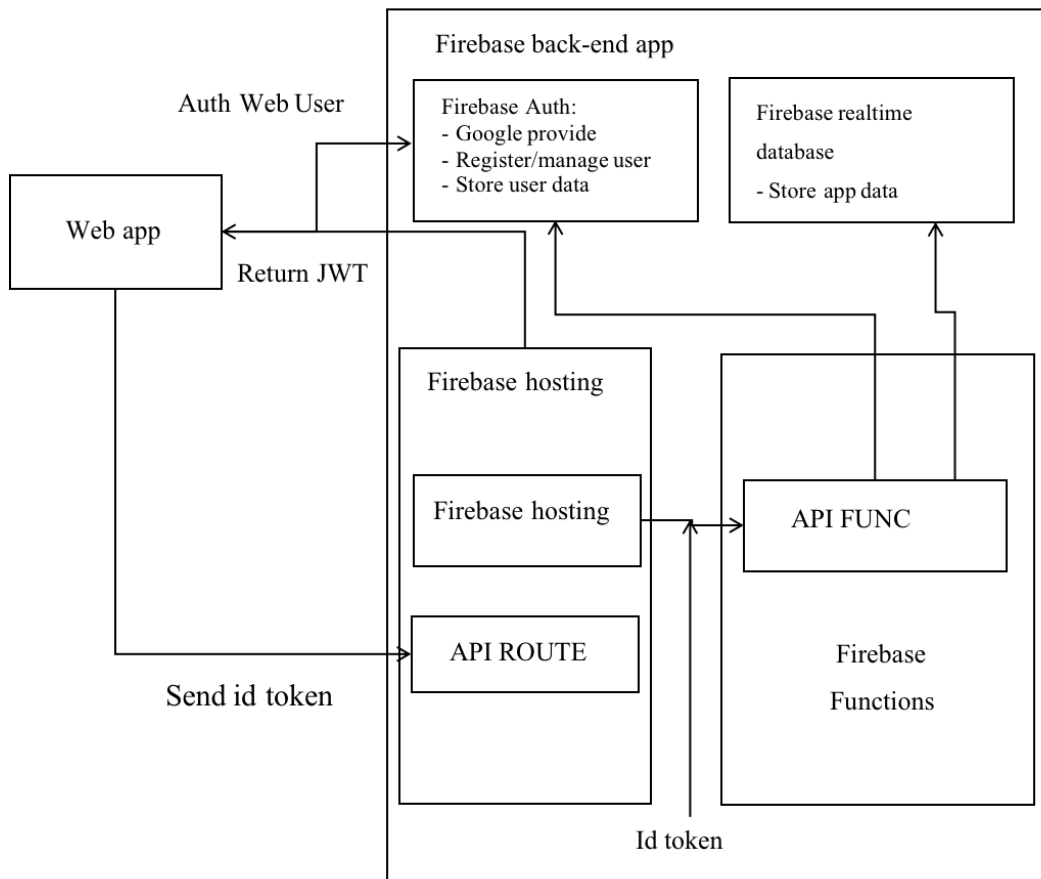 Firebase back-end app
Auth Web User
Firebase Auth:
- Google provide
- Register/manage user
- Store user data
Firebase realtime
database
- Store app data
Web app
Return JWT
Firebase hosting
Firebase hosting
API FUNC
API ROUTE
Send id token
Firebase
Functions
Id token